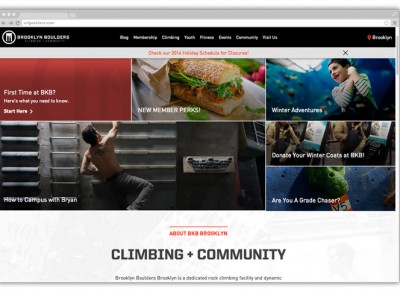 BROOKLYN BOULDERS
CLIMBING + COMMUNITY
Blog Membership Climbing Youth Fitness Events Community Visit Us
Brooklyn
Check our 2014 Holiday Schedule for Closures!
First Time at BKB?
Here's what you need to know.
Start Here >
NEW MEMBER PERKS!
Winter Adventures
How to Campus with Bryan
Donate Your Winter Coats at BKB!
Are You A Grade Chaser?
ABOUT BKB BROOKLYN
CLIMBING + COMMUNITY
Brooklyn Boulders Brooklyn is a dedicated rock climbing facility and dynamic